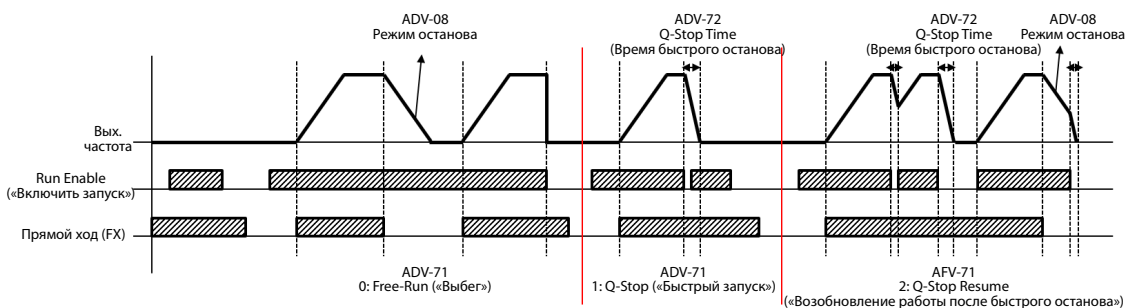 ADV-08
Режим останова
ADV-72
Q-Stop Time
(Время быстрого останова)
ADV-72
Q-Stop Time
(Время быстрого останова)
ADV-08
Режим останова
Вых.
частота
Run Enable
(«Включить запуск»)
Прямой ход (FX)
ADV-71
0: Free-Run («Выбег»)
ADV-71
1: Q-Stop («Быстрый запуск»)
AFV-71
2: Q-Stop Resume
(«Возобновление работы после быстрого останова»)